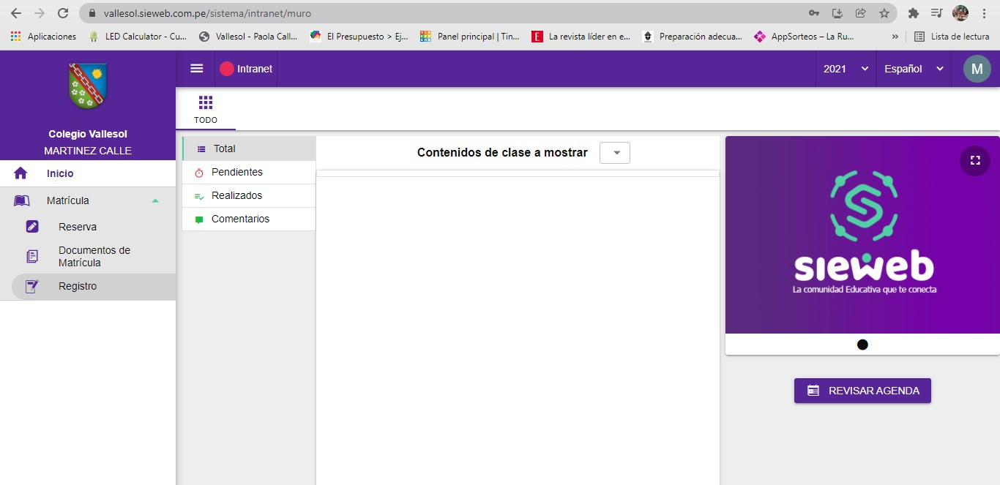 vallesol.sieweb.com.pe/sistema/intranet/muro
Aplicaciones
LED Calculator - Cu...
Vallesol - Paola Call...
El Presupuesto > Ej...
TIN
KER
CAD
Panel principal | Tin...
E
La revista líder en e...
Preparación adecua...
AppSorteos – La Ru...
»
Lista de lectura
Intranet
2021
Español
M
Colegio Vallesol
MARTINEZ CALLE
Inicio
Matrícula
Reserva
Documentos de
Matrícula
Registro
TODO
Total
Pendientes
Realizados
Comentarios
Contenidos de clase a mostrar
sieweb
La comunidad Educativa que te conecta
REVISAR AGENDA